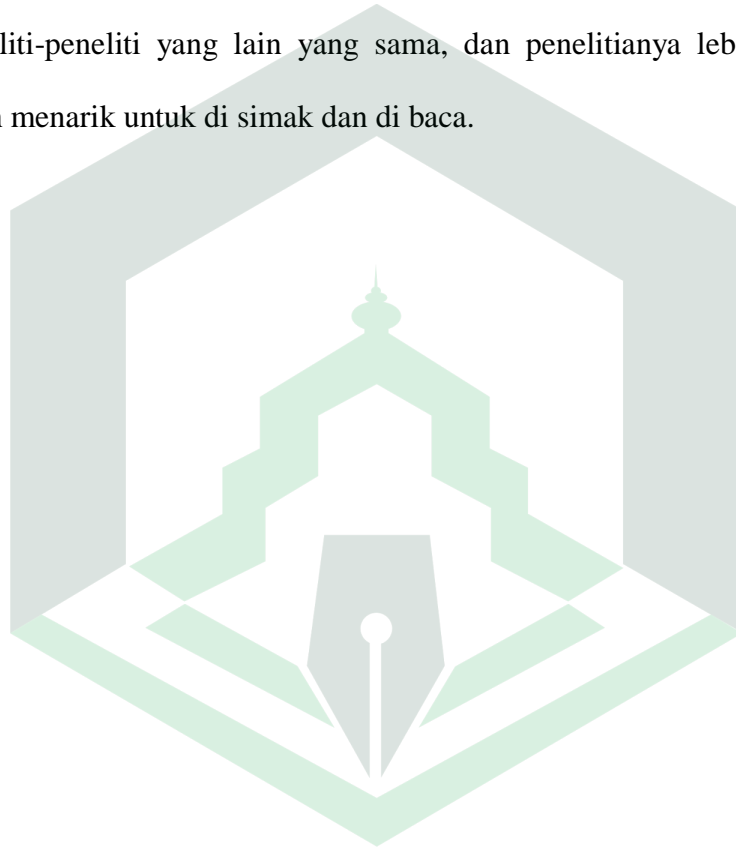 liti-peneliti yang lain yang sama, dan penelitianya leb
menarik untuk di simak dan di baca.